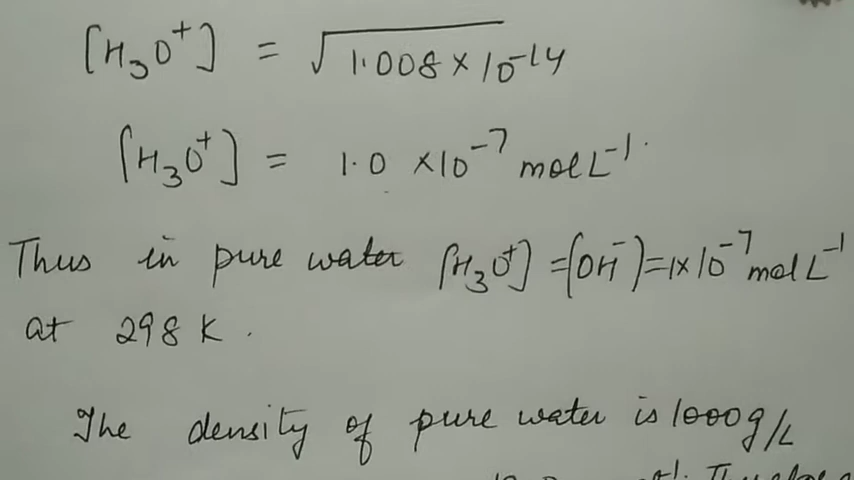 [H₃O⁺] = √1.008 × 10⁻¹⁴
[H₃O⁺] = 1.0 × 10⁻⁷ mol L⁻¹.
Thus in pure water [H₃O⁺] = [OH⁻] = 1 × 10⁻⁷ mol L⁻¹
at 298 K.
The density of pure water is 1000 g/L